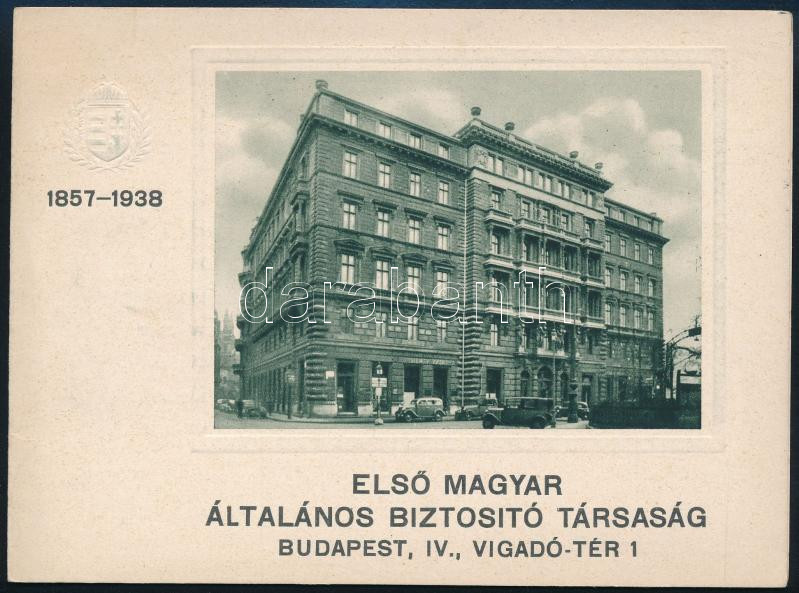 1857–1938
darabanth
ELSŐ MAGYAR
ÁLTALÁNOS BIZTOSITÓ TÁRSASÁG
BUDAPEST, IV., VIGADÓ-TÉR 1